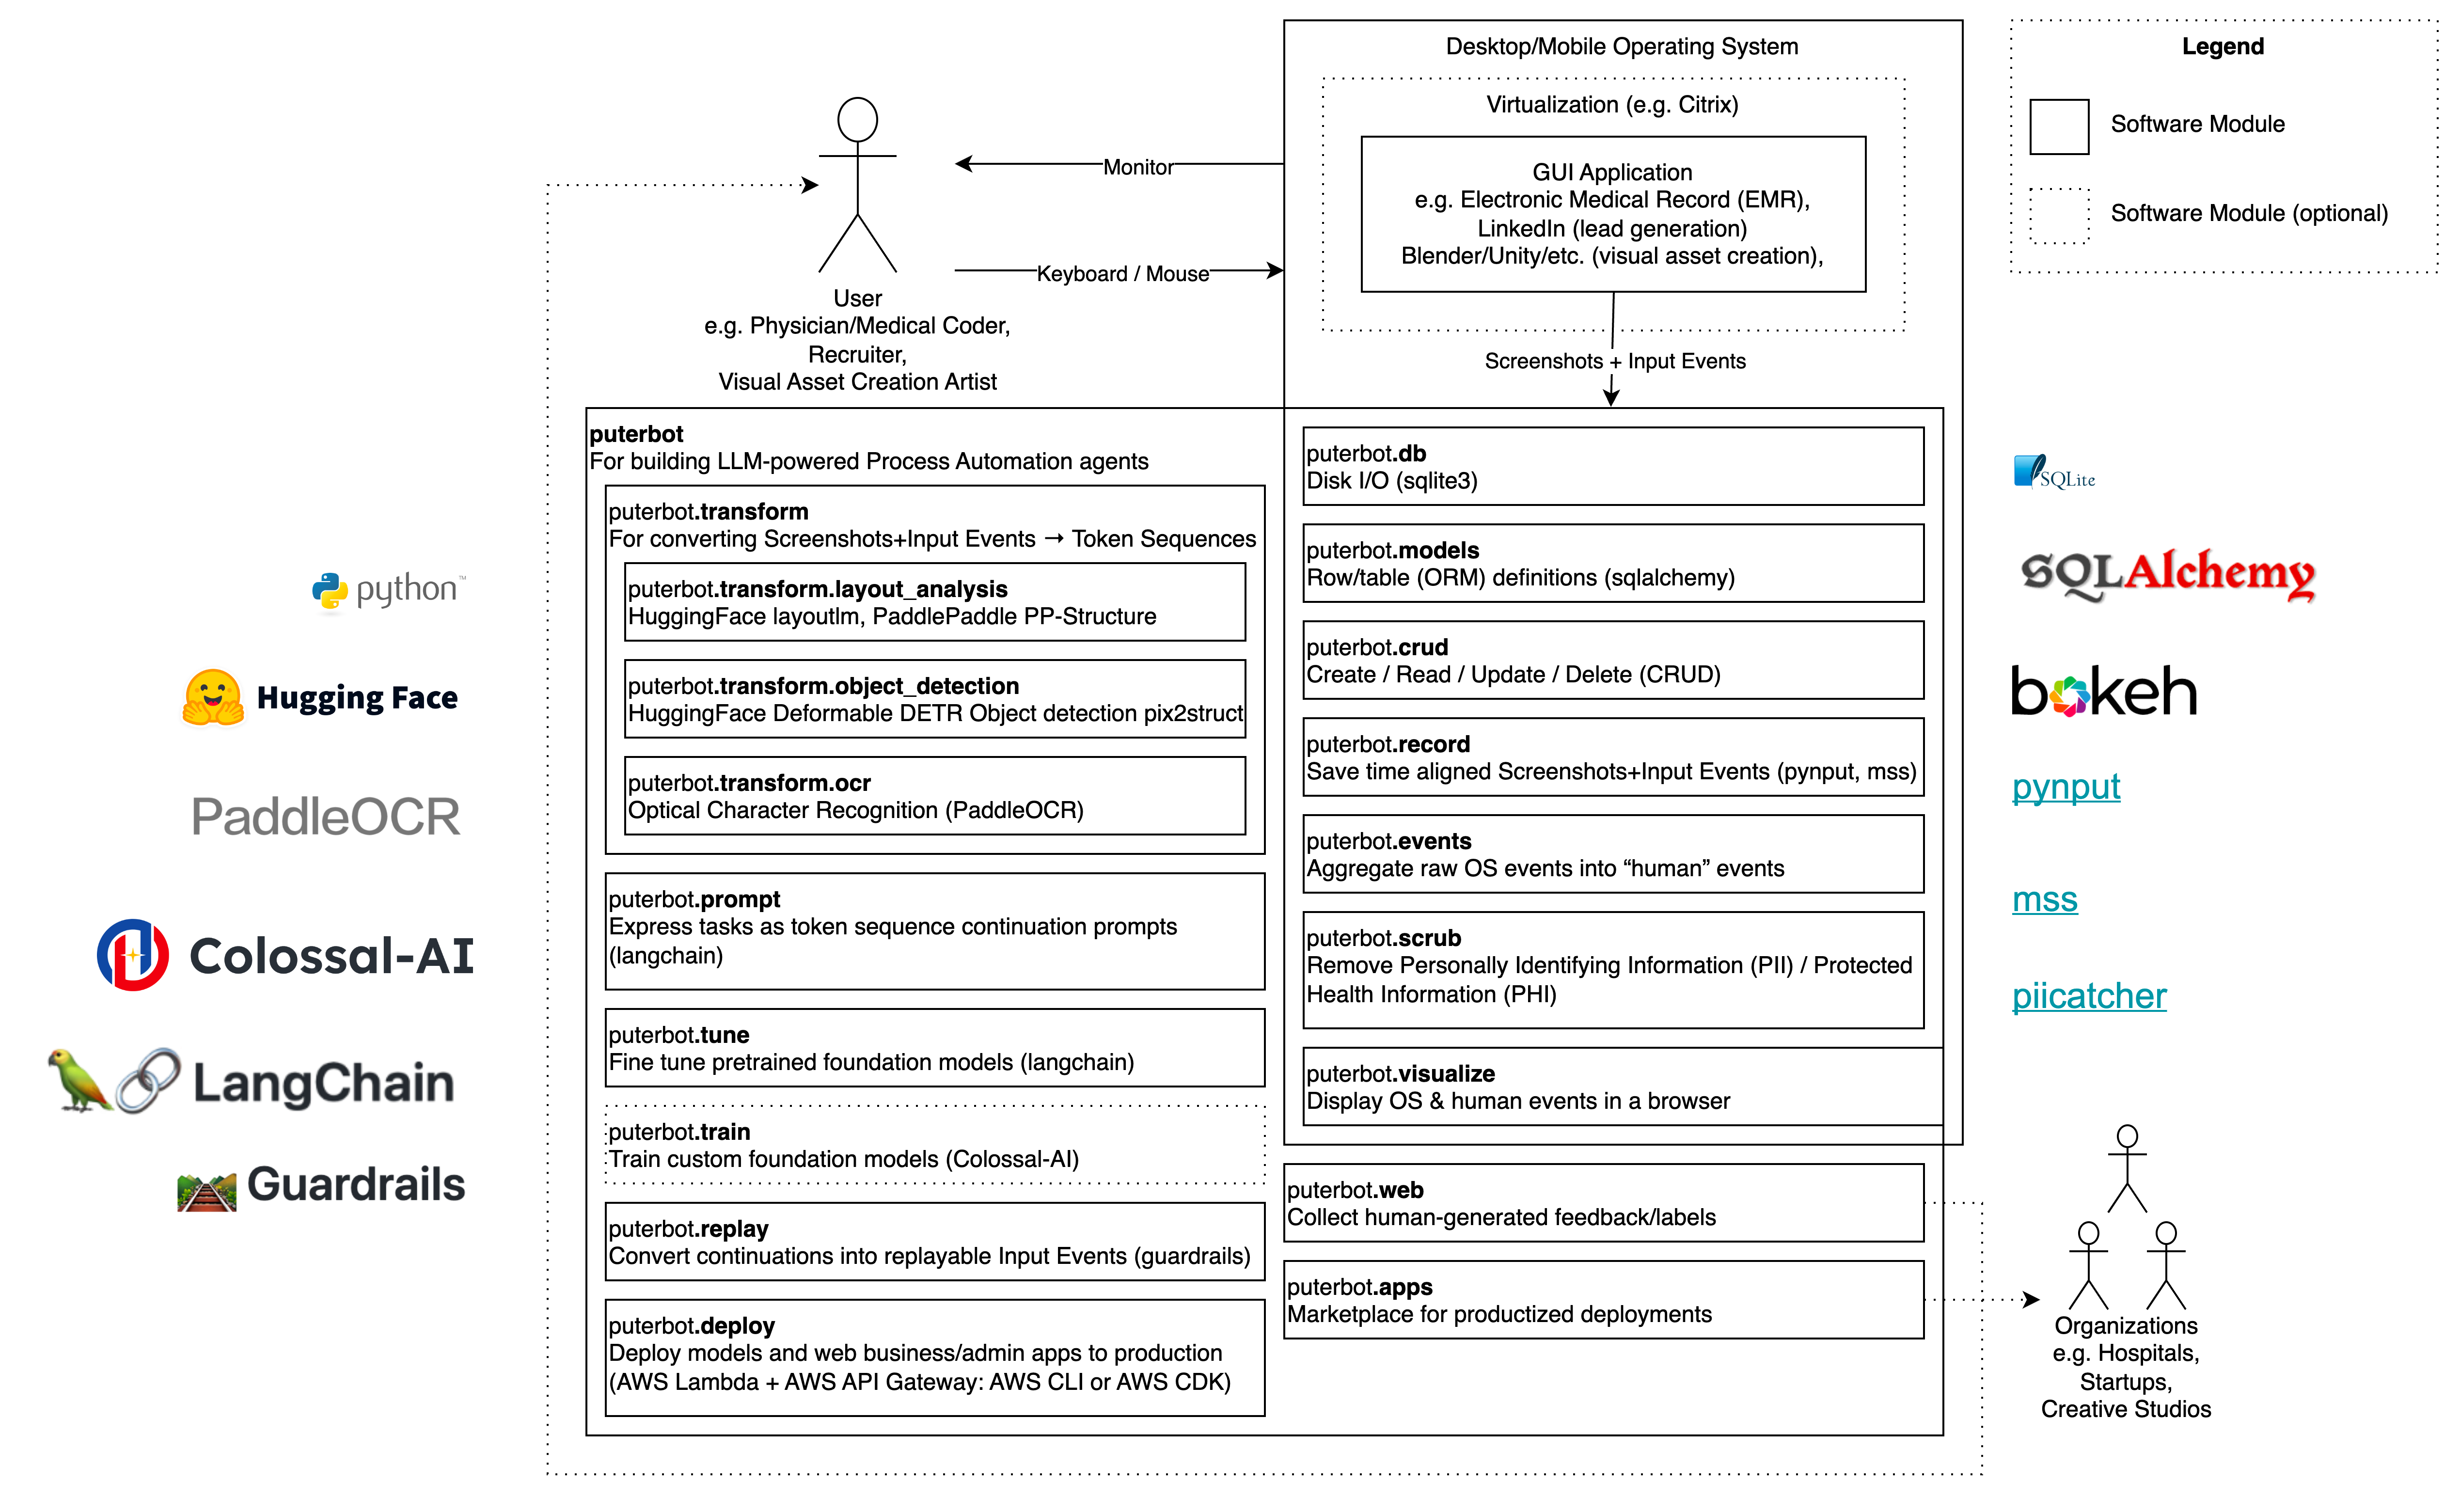 Desktop/Mobile Operating System
Virtualization (e.g. Citrix)
GUI Application
e.g. Electronic Medical Record (EMR),
LinkedIn (lead generation)
Blender/Unity/etc. (visual asset creation),
Legend
Software Module
Software Module (optional)
Monitor
Keyboard / Mouse
User
e.g. Physician/Medical Coder,
Recruiter,
Visual Asset Creation Artist
Screenshots + Input Events
puterbot
For building LLM-powered Process Automation agents
puterbot.transform
For converting Screenshots+Input Events → Token Sequences
puterbot.transform.layout_analysis
HuggingFace layoutlm, PaddlePaddle PP-Structure
puterbot.transform.object_detection
HuggingFace Deformable DETR Object detection pix2struct
puterbot.transform.ocr
Optical Character Recognition (PaddleOCR)
puterbot.prompt
Express tasks as token sequence continuation prompts
(langchain)
puterbot.tune
Fine tune pretrained foundation models (langchain)
puterbot.train
Train custom foundation models (Colossal-AI)
puterbot.replay
Convert continuations into replayable Input Events (guardrails)
puterbot.deploy
Deploy models and web business/admin apps to production
(AWS Lambda + AWS API Gateway: AWS CLI or AWS CDK)
puterbot.db
Disk I/O (sqlite3)
puterbot.models
Row/table (ORM) definitions (sqlalchemy)
puterbot.crud
Create / Read / Update / Delete (CRUD)
puterbot.record
Save time aligned Screenshots+Input Events (pynput, mss)
puterbot.events
Aggregate raw OS events into “human” events
puterbot.scrub
Remove Personally Identifying Information (PII) / Protected
Health Information (PHI)
puterbot.visualize
Display OS & human events in a browser
puterbot.web
Collect human-generated feedback/labels
puterbot.apps
Marketplace for productized deployments
python™
Hugging Face
PaddleOCR
Colossal-AI
LangChain
Guardrails
SQLite
SQLAlchemy
bokeh
pynput
mss
piicatcher
Organizations
e.g. Hospitals,
Startups,
Creative Studios